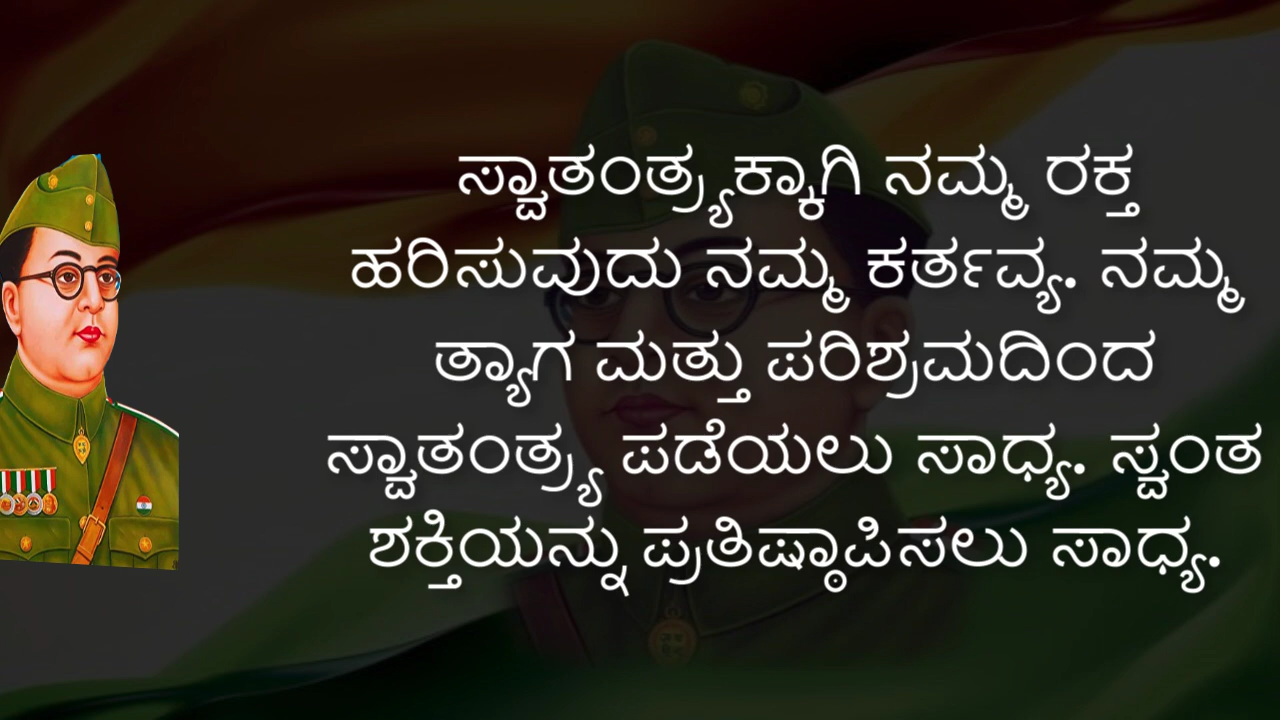 ಸ್ವಾತಂತ್ರ್ಯಕ್ಕಾಗಿ ನಮ್ಮ ರಕ್ತ
ಹರಿಸುವುದು ನಮ್ಮ ಕರ್ತವ್ಯ. ನಮ್ಮ
ತ್ಯಾಗ ಮತ್ತು ಪರಿಶ್ರಮದಿಂದ
ಸ್ವಾತಂತ್ರ್ಯ ಪಡೆಯಲು ಸಾಧ್ಯ. ಸ್ವಂತ
ಶಕ್ತಿಯನ್ನು ಪ್ರತಿಷ್ಠಾಪಿಸಲು ಸಾಧ್ಯ.